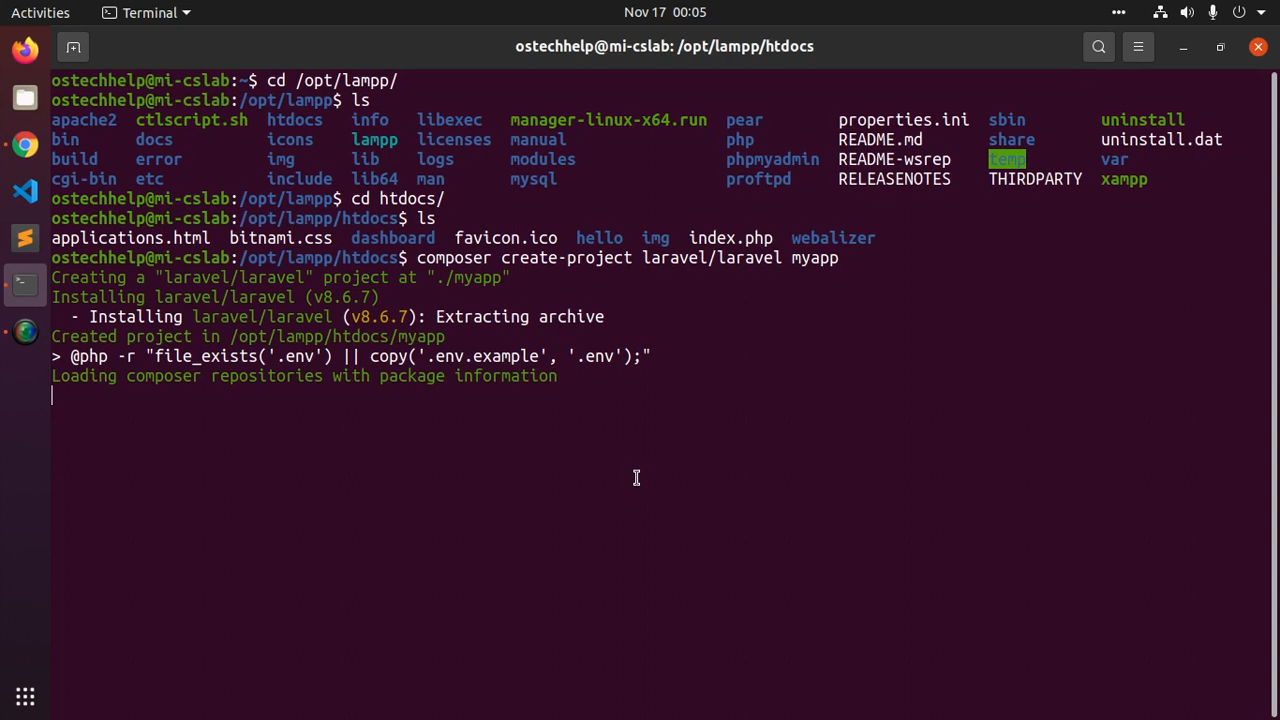 Activities Terminal Nov 17 00:05
ostechhelp@mi-cslab: /opt/lampp/htdocs
ostechhelp@mi-cslab:~$ cd /opt/lampp/
ostechhelp@mi-cslab:/opt/lampp$ ls
apache2 ctlscript.sh htdocs info libexec manager-linux-x64.run pear properties.ini sbin uninstall
bin docs icons lampp licenses manual php README.md share uninstall.dat
build error img lib logs modules phpmyadmin README-wsrep temp var
cgi-bin etc include lib64 man mysql proftpd RELEASENOTES THIRDPARTY xampp
ostechhelp@mi-cslab:/opt/lampp$ cd htdocs/
ostechhelp@mi-cslab:/opt/lampp/htdocs$ ls
applications.html bitnami.css dashboard favicon.ico hello img index.php webalizer
ostechhelp@mi-cslab:/opt/lampp/htdocs$ composer create-project laravel/laravel myapp
Creating a "laravel/laravel" project at "./myapp"
Installing laravel/laravel (v8.6.7)
- Installing laravel/laravel (v8.6.7): Extracting archive
Created project in /opt/lampp/htdocs/myapp
> @php -r "file_exists('.env') || copy('.env.example', '.env');"
Loading composer repositories with package information